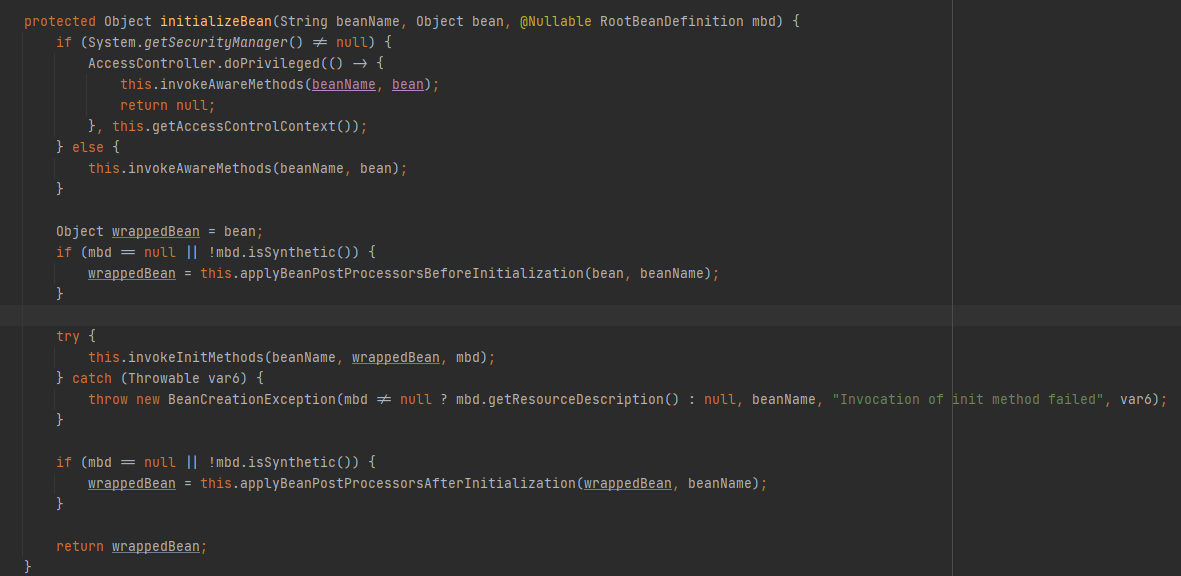 protected Object initializeBean(String beanName, Object bean, @Nullable RootBeanDefinition mbd) {
    if (System.getSecurityManager() != null) {
        AccessController.doPrivileged(() -> {
            this.invokeAwareMethods(beanName, bean);
            return null;
        }, this.getAccessControlContext());
    } else {
        this.invokeAwareMethods(beanName, bean);
    }

    Object wrappedBean = bean;
    if (mbd == null || !mbd.isSynthetic()) {
        wrappedBean = this.applyBeanPostProcessorsBeforeInitialization(bean, beanName);
    }

    try {
        this.invokeInitMethods(beanName, wrappedBean, mbd);
    } catch (Throwable var6) {
        throw new BeanCreationException(mbd != null ? mbd.getResourceDescription() : null, beanName, "Invocation of init method failed", var6);
    }

    if (mbd == null || !mbd.isSynthetic()) {
        wrappedBean = this.applyBeanPostProcessorsAfterInitialization(wrappedBean, beanName);
    }

    return wrappedBean;
}